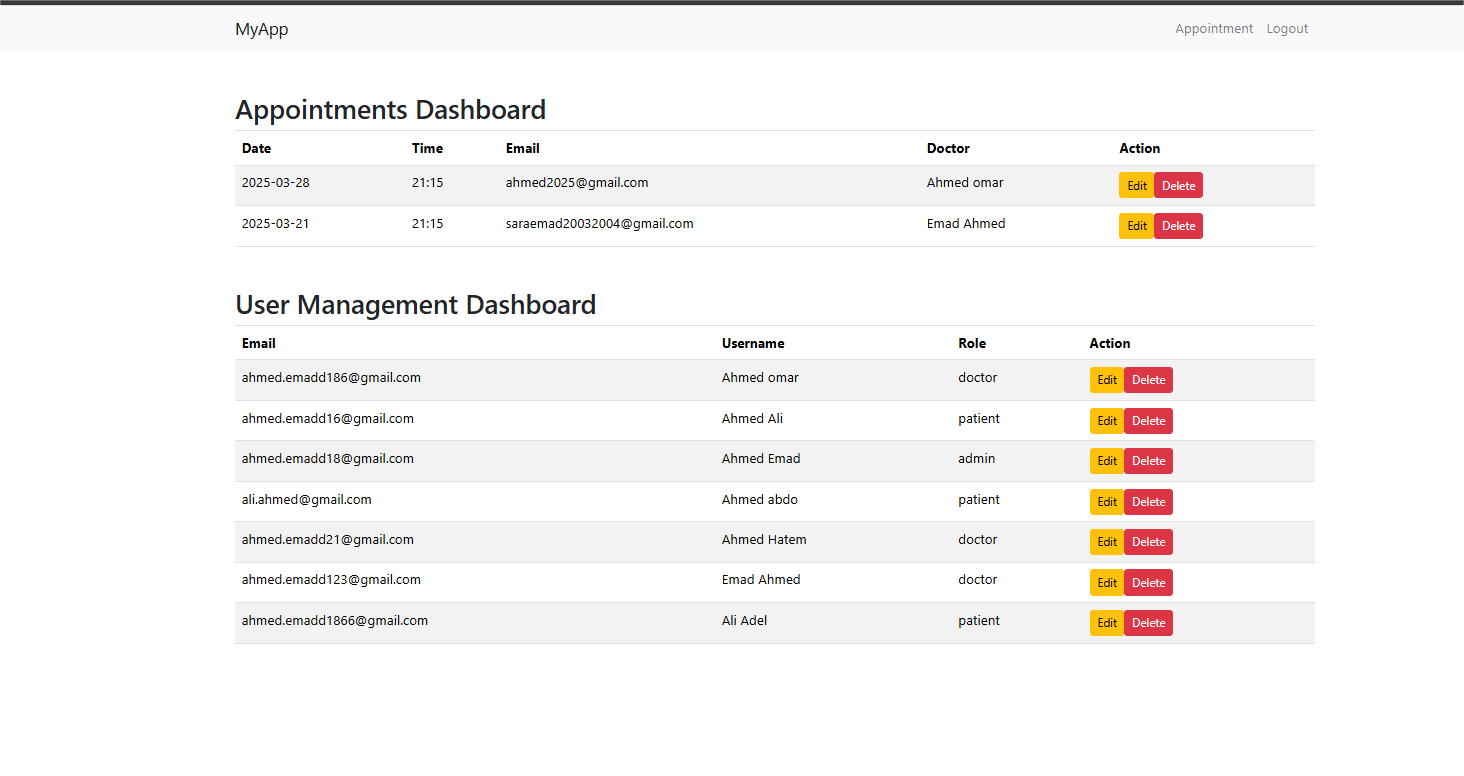 MyApp Appointment Logout
Appointments Dashboard
Date Time Email Doctor Action
2025-03-28 21:15 ahmed2025@gmail.com Ahmed omar Edit Delete
2025-03-21 21:15 saraemad20032004@gmail.com Emad Ahmed Edit Delete
User Management Dashboard
Email Username Role Action
ahmed.emadd186@gmail.com Ahmed omar doctor Edit Delete
ahmed.emadd16@gmail.com Ahmed Ali patient Edit Delete
ahmed.emadd18@gmail.com Ahmed Emad admin Edit Delete
ali.ahmed@gmail.com Ahmed abdo patient Edit Delete
ahmed.emadd21@gmail.com Ahmed Hatem doctor Edit Delete
ahmed.emadd123@gmail.com Emad Ahmed doctor Edit Delete
ahmed.emadd1866@gmail.com Ali Adel patient Edit Delete